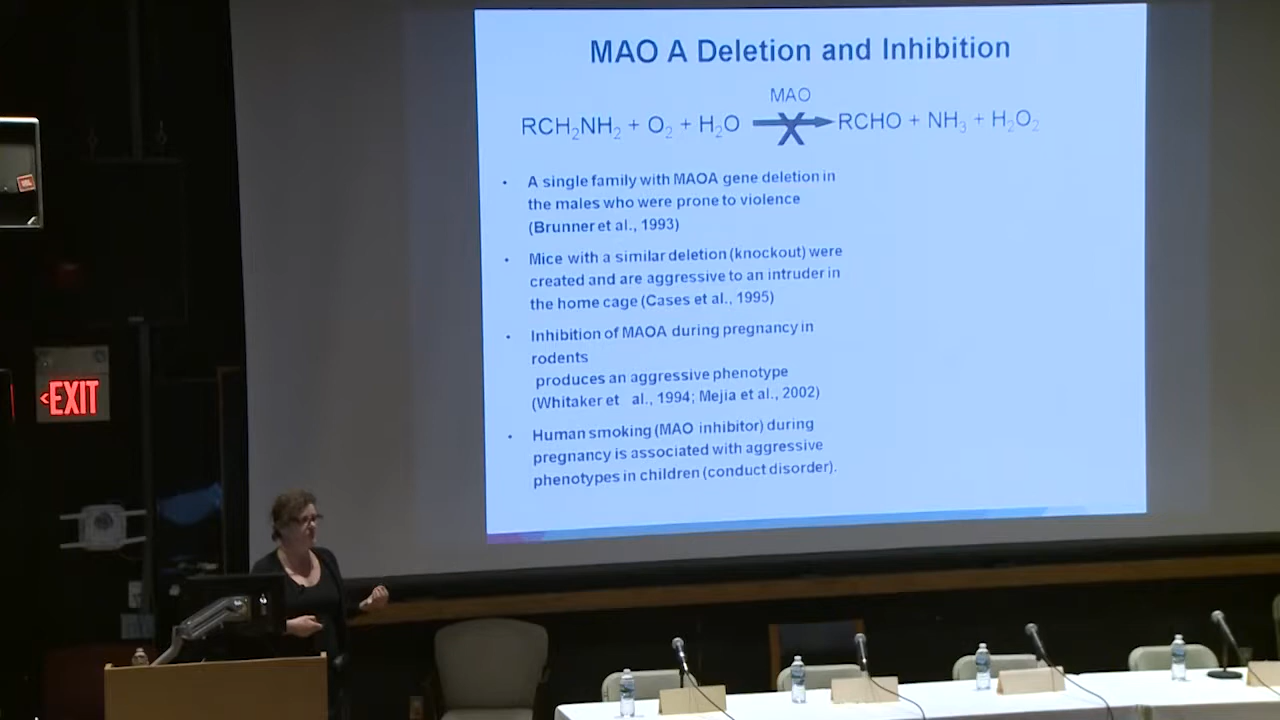 MAO A Deletion and Inhibition
MAO
RCH₂NH₂ + O₂ + H₂O RCHO + NH₃ + H₂O₂
• A single family with MAOA gene deletion in
the males who were prone to violence
(Brunner et al., 1993)
• Mice with a similar deletion (knockout) were
created and are aggressive to an intruder in
the home cage (Cases et al., 1995)
• Inhibition of MAOA during pregnancy in
rodents
produces an aggressive phenotype
(Whitaker et al., 1994; Mejia et al., 2002)
• Human smoking (MAO inhibitor) during
pregnancy is associated with aggressive
phenotypes in children (conduct disorder).
<EXIT